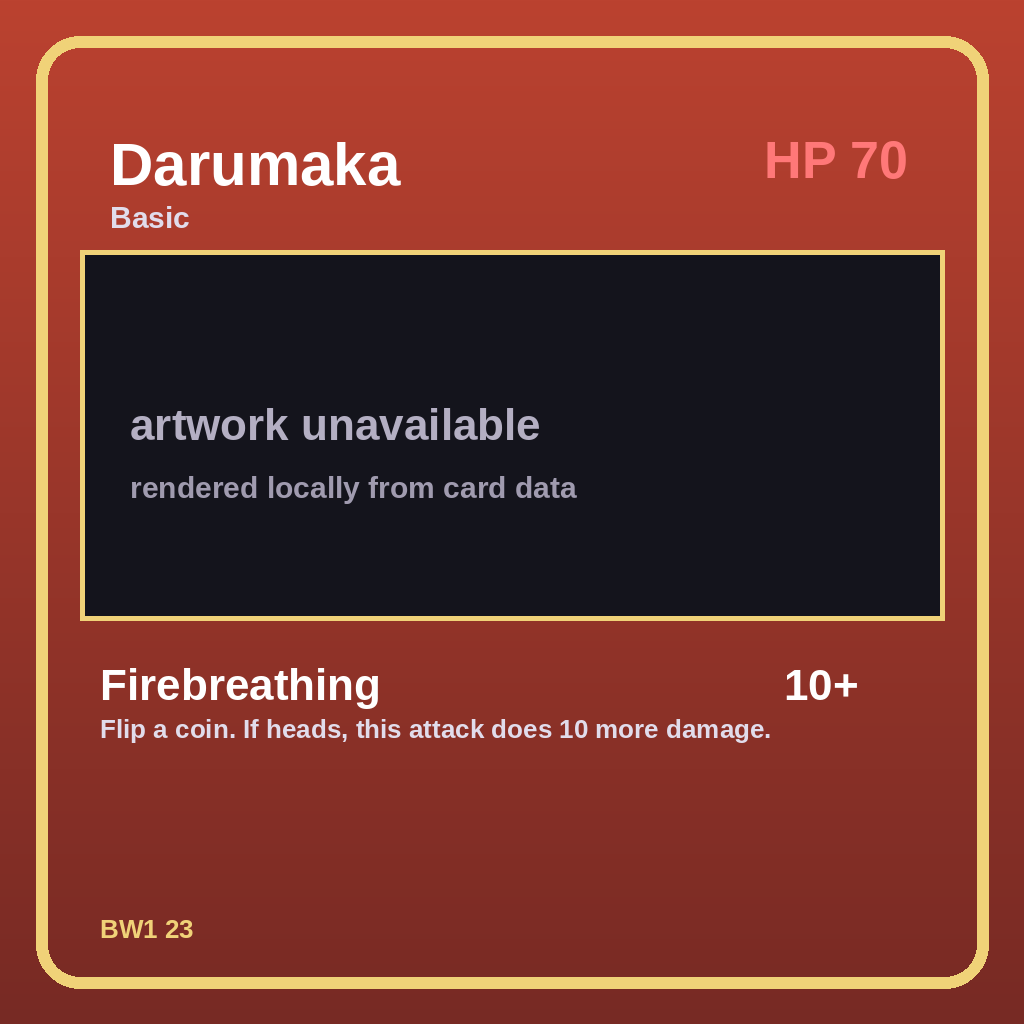 Darumaka
HP 70
Basic
artwork unavailable
rendered locally from card data
Firebreathing
10+
Flip a coin. If heads, this attack does 10 more damage.
BW1 23